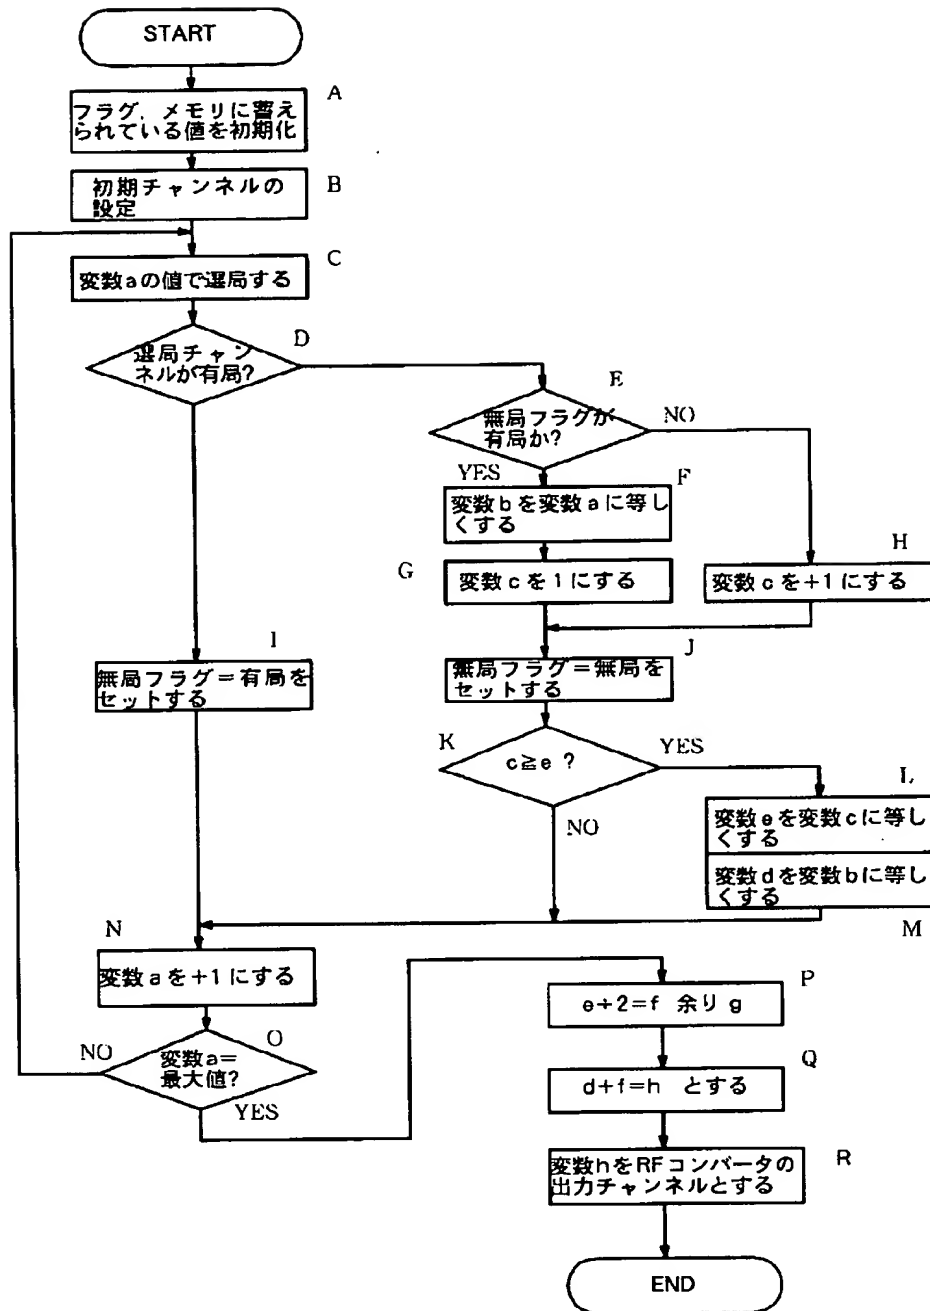 START
A
フラグ，メモリに蓄え
られている値を初期化
B
初期チャンネルの
設定
C
変数aの値で選局する
D
選局チャン
ネルが有局?
E
無局フラグが
有局か?
NO
YES
F
変数bを変数aに等し
くする
G
変数cを1にする
H
変数cを+1にする
I
無局フラグ＝有局を
セットする
J
無局フラグ＝無局を
セットする
K
c≧e ?
YES
NO
L
変数eを変数cに等し
くする
変数dを変数bに等し
くする
M
N
変数aを+1にする
O
変数a＝
最大値?
NO
YES
P
e÷2=f 余りg
Q
d+f=h とする
R
変数hをRFコンバータの
出力チャンネルとする
END